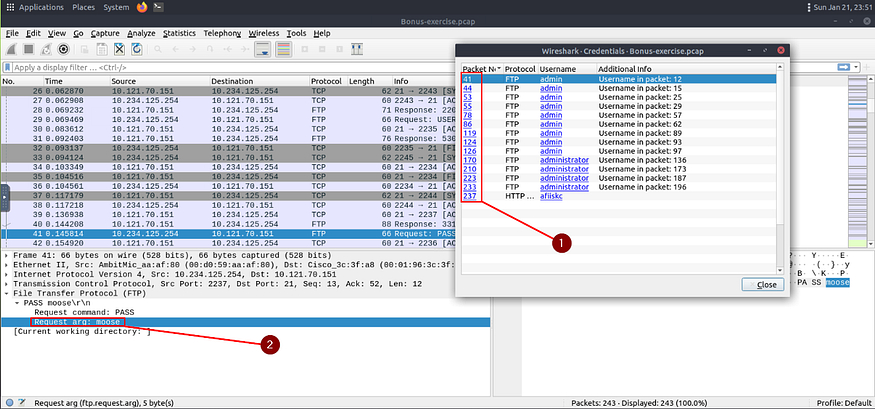 Applications Places System Sun Jan 21, 23:51
Bonus-exercise.pcap
File Edit View Go Capture Analyze Statistics Telephony Wireless Tools Help
Apply a display filter ... <Ctrl-/>
No. Time Source Destination Protocol Length Info
26 0.062870 10.121.70.151 10.234.125.254 TCP 62 21 → 2243 [SY
27 0.062908 10.234.125.254 10.121.70.151 TCP 60 2243 → 21 [AC
28 0.069232 10.121.70.151 10.234.125.254 FTP 71 Response: 220
29 0.069469 10.234.125.254 10.121.70.151 FTP 66 Request: USER
30 0.083612 10.121.70.151 10.234.125.254 TCP 60 21 → 2235 [AC
31 0.092403 10.121.70.151 10.234.125.254 FTP 76 Response: 530
32 0.093137 10.234.125.254 10.121.70.151 TCP 60 2235 → 21 [FI
33 0.094124 10.234.125.254 10.121.70.151 TCP 62 2245 → 21 [SY
34 0.103349 10.121.70.151 10.234.125.254 TCP 60 21 → 2234 [AC
35 0.104516 10.121.70.151 10.234.125.254 TCP 60 21 → 2234 [FI
36 0.104561 10.234.125.254 10.121.70.151 TCP 60 2234 → 21 [AC
37 0.117179 10.121.70.151 10.234.125.254 TCP 62 21 → 2244 [SY
38 0.117218 10.234.125.254 10.121.70.151 TCP 60 2244 → 21 [AC
39 0.136938 10.121.70.151 10.234.125.254 TCP 60 21 → 2237 [AC
40 0.144208 10.121.70.151 10.234.125.254 FTP 88 Response: 331
41 0.145814 10.234.125.254 10.121.70.151 FTP 66 Request: PASS
42 0.154920 10.121.70.151 10.234.125.254 TCP 60 21 → 2236 [AC
Frame 41: 66 bytes on wire (528 bits), 66 bytes captured (528 bits)
Ethernet II, Src: AmbitMic_aa:af:80 (00:d0:59:aa:af:80), Dst: Cisco_3c:3f:a8 (00:01:96:3c:3f:
Internet Protocol Version 4, Src: 10.234.125.254, Dst: 10.121.70.151
Transmission Control Protocol, Src Port: 2237, Dst Port: 21, Seq: 13, Ack: 52, Len: 12
File Transfer Protocol (FTP)
PASS moose\r\n
Request command: PASS
Request arg: moose
[Current working directory: ]
2
Wireshark · Credentials · Bonus-exercise.pcap
Packet No Protocol Username Additional Info
41 FTP admin Username in packet: 12
44 FTP admin Username in packet: 15
53 FTP admin Username in packet: 25
55 FTP admin Username in packet: 29
78 FTP admin Username in packet: 57
86 FTP admin Username in packet: 62
119 FTP admin Username in packet: 89
124 FTP admin Username in packet: 93
126 FTP admin Username in packet: 97
170 FTP administrator Username in packet: 136
210 FTP administrator Username in packet: 173
223 FTP administrator Username in packet: 187
233 FTP administrator Username in packet: 196
237 HTTP ... afiiskc
1
Close
PA SS moose
Request arg (ftp.request.arg), 5 byte(s) Packets: 243 · Displayed: 243 (100.0%) Profile: Default